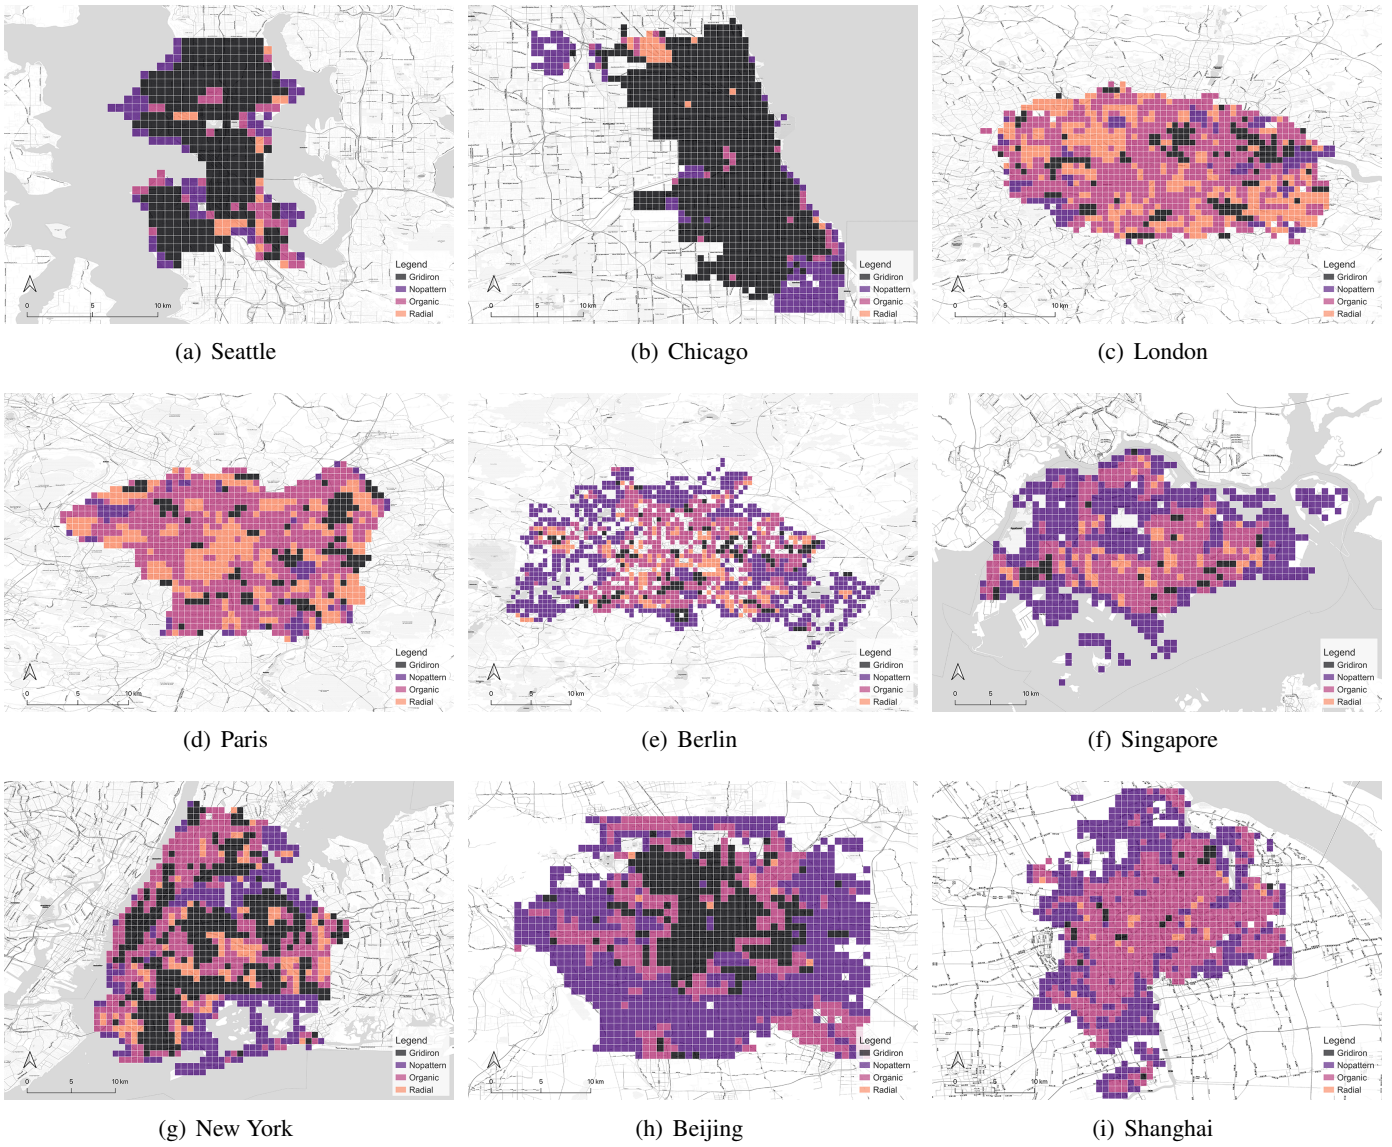 Legend
Gridiron
Nopattern
Organic
Radial
0 5 10 km
(a) Seattle
Legend
Gridiron
Nopattern
Organic
Radial
0 5 10 km
(b) Chicago
Legend
Gridiron
Nopattern
Organic
Radial
0 5 10 km
(c) London
Legend
Gridiron
Nopattern
Organic
Radial
0 5 10 km
(d) Paris
Legend
Gridiron
Nopattern
Organic
Radial
0 5 10 km
(e) Berlin
Legend
Gridiron
Nopattern
Organic
Radial
0 5 10 km
(f) Singapore
Legend
Gridiron
Nopattern
Organic
Radial
0 5 10 km
(g) New York
Legend
Gridiron
Nopattern
Organic
Radial
0 5 10 km
(h) Beijing
Legend
Gridiron
Nopattern
Organic
Radial
0 5 10 km
(i) Shanghai